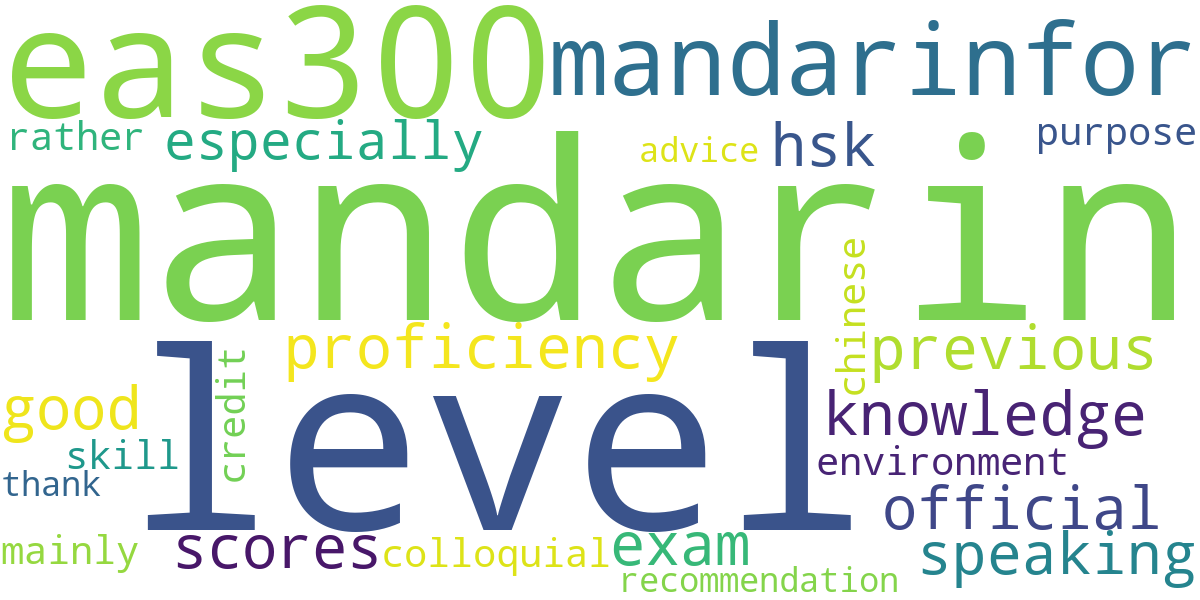 eas300 mandarinfor
rather especially advice hsk purpose
mandarin
chinese
proficiency previous
level
credit
good knowledge
skill environment
thank official
mainly scores colloquial exam speaking
recommendation